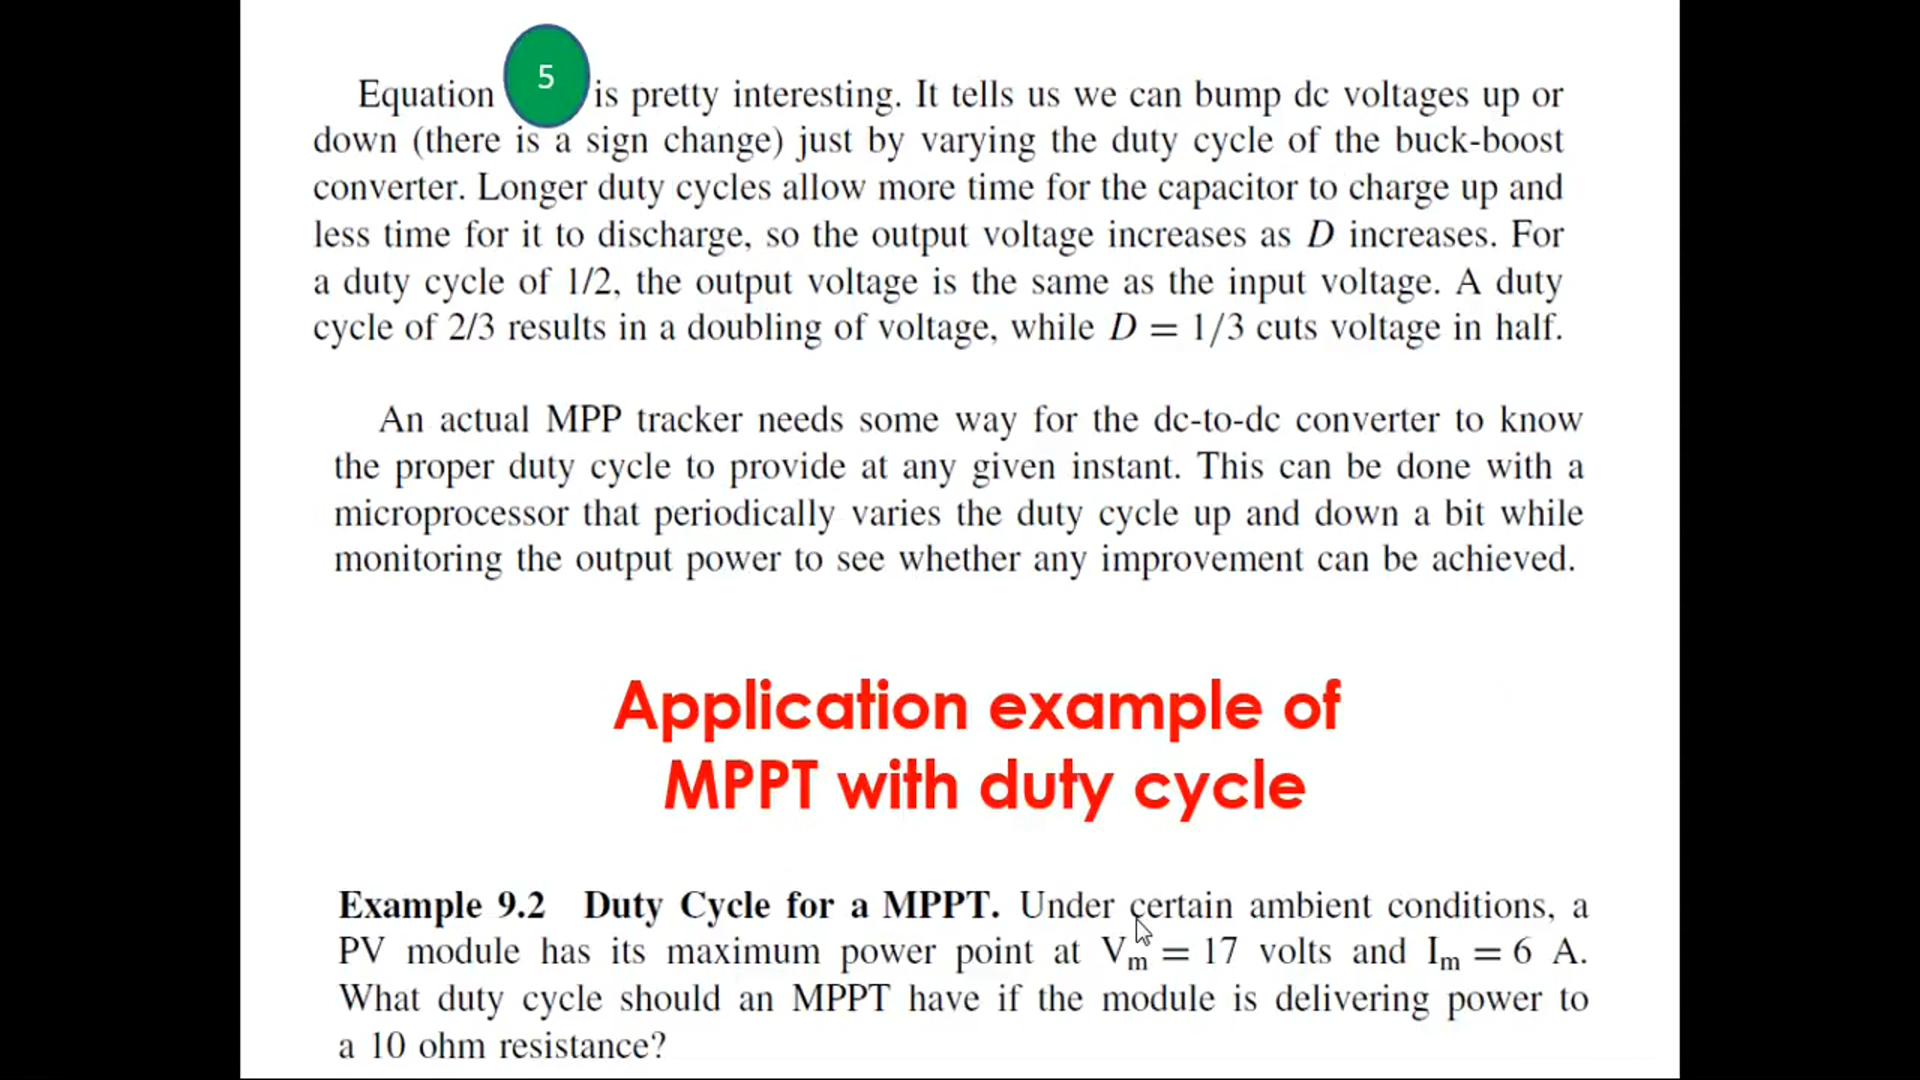 Equation 5 is pretty interesting. It tells us we can bump dc voltages up or
down (there is a sign change) just by varying the duty cycle of the buck-boost
converter. Longer duty cycles allow more time for the capacitor to charge up and
less time for it to discharge, so the output voltage increases as D increases. For
a duty cycle of 1/2, the output voltage is the same as the input voltage. A duty
cycle of 2/3 results in a doubling of voltage, while D = 1/3 cuts voltage in half.
An actual MPP tracker needs some way for the dc-to-dc converter to know
the proper duty cycle to provide at any given instant. This can be done with a
microprocessor that periodically varies the duty cycle up and down a bit while
monitoring the output power to see whether any improvement can be achieved.
Application example of
MPPT with duty cycle
Example 9.2 Duty Cycle for a MPPT. Under certain ambient conditions, a
PV module has its maximum power point at Vm = 17 volts and Im = 6 A.
What duty cycle should an MPPT have if the module is delivering power to
a 10 ohm resistance?